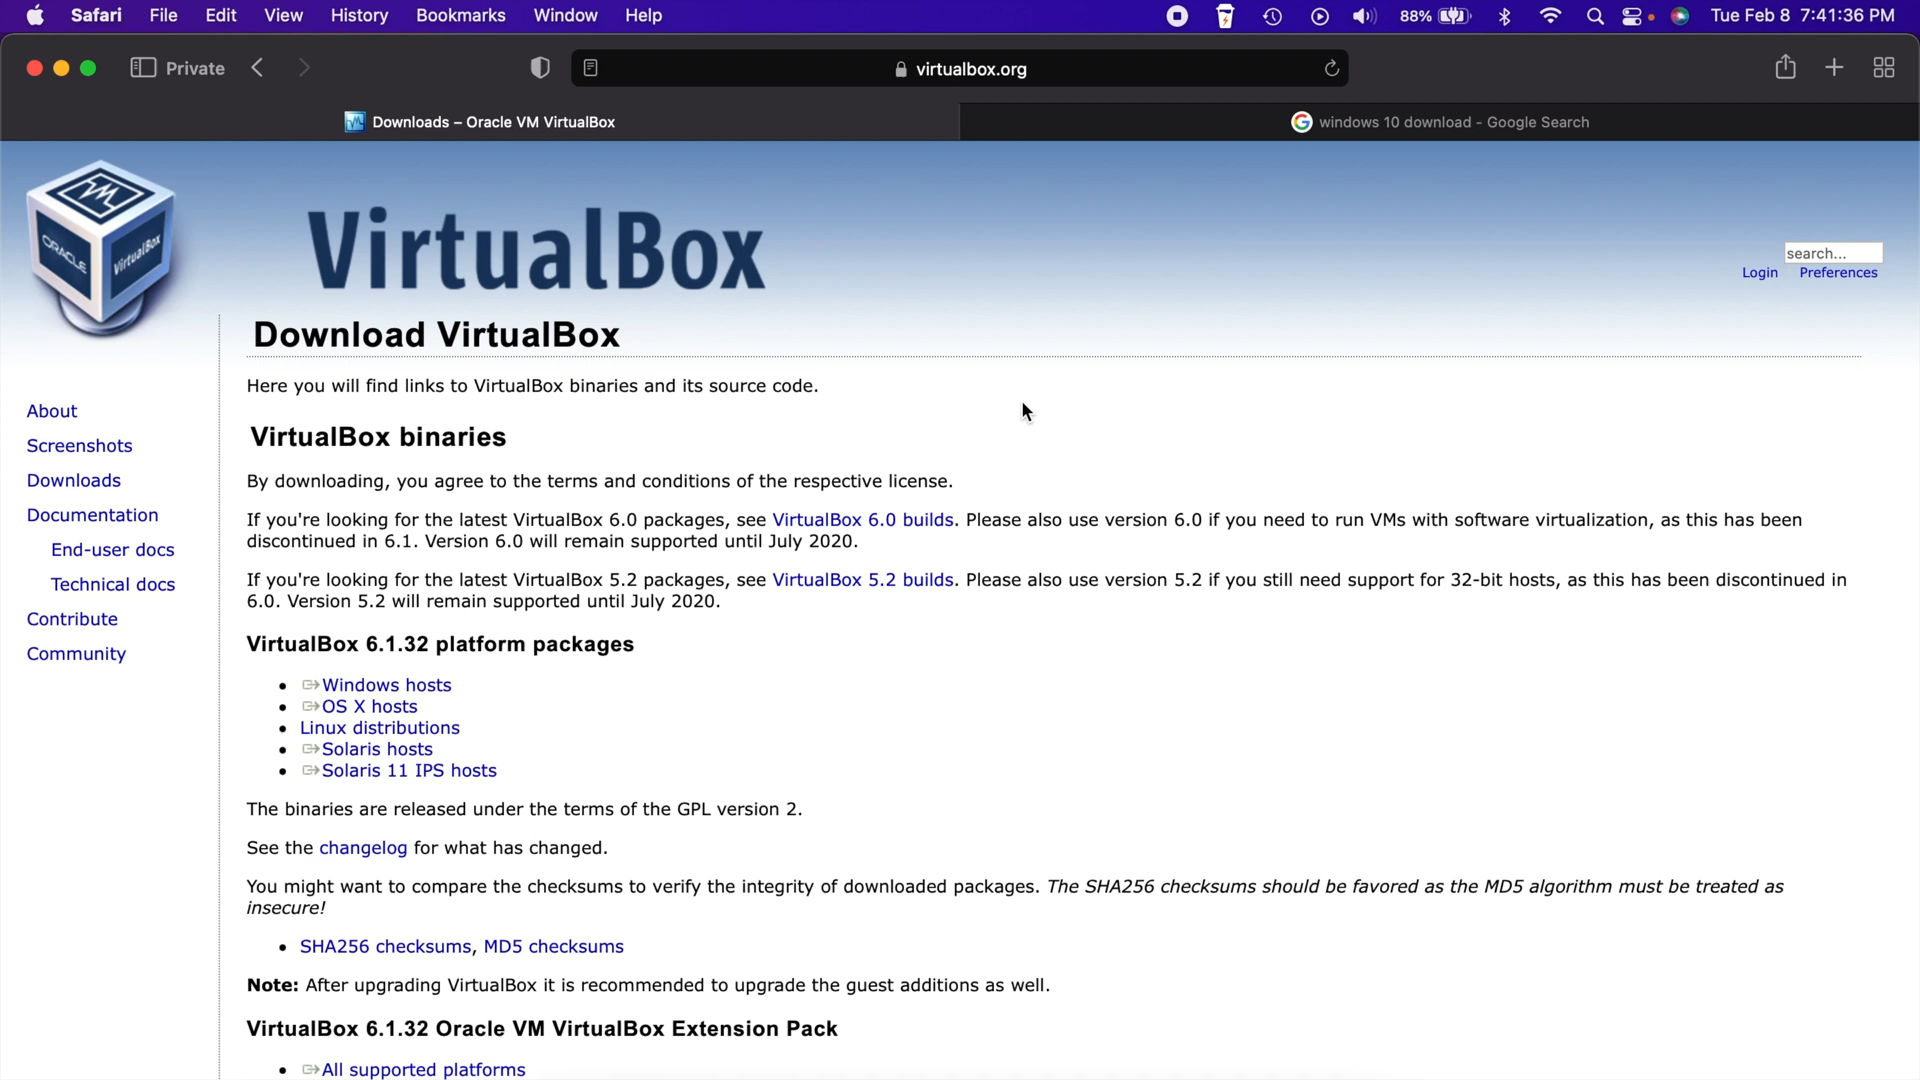 Safari File Edit View History Bookmarks Window Help 88% Tue Feb 8 7:41:36 PM
Private virtualbox.org
Downloads – Oracle VM VirtualBox windows 10 download - Google Search
ORACLE VirtualBox
VirtualBox
search...
Login Preferences
Download VirtualBox
Here you will find links to VirtualBox binaries and its source code.
About
Screenshots
Downloads
Documentation
End-user docs
Technical docs
Contribute
Community
VirtualBox binaries
By downloading, you agree to the terms and conditions of the respective license.
If you're looking for the latest VirtualBox 6.0 packages, see VirtualBox 6.0 builds. Please also use version 6.0 if you need to run VMs with software virtualization, as this has been
discontinued in 6.1. Version 6.0 will remain supported until July 2020.
If you're looking for the latest VirtualBox 5.2 packages, see VirtualBox 5.2 builds. Please also use version 5.2 if you still need support for 32-bit hosts, as this has been discontinued in
6.0. Version 5.2 will remain supported until July 2020.
VirtualBox 6.1.32 platform packages
• Windows hosts
• OS X hosts
• Linux distributions
• Solaris hosts
• Solaris 11 IPS hosts
The binaries are released under the terms of the GPL version 2.
See the changelog for what has changed.
You might want to compare the checksums to verify the integrity of downloaded packages. The SHA256 checksums should be favored as the MD5 algorithm must be treated as
insecure!
• SHA256 checksums, MD5 checksums
Note: After upgrading VirtualBox it is recommended to upgrade the guest additions as well.
VirtualBox 6.1.32 Oracle VM VirtualBox Extension Pack
• All supported platforms